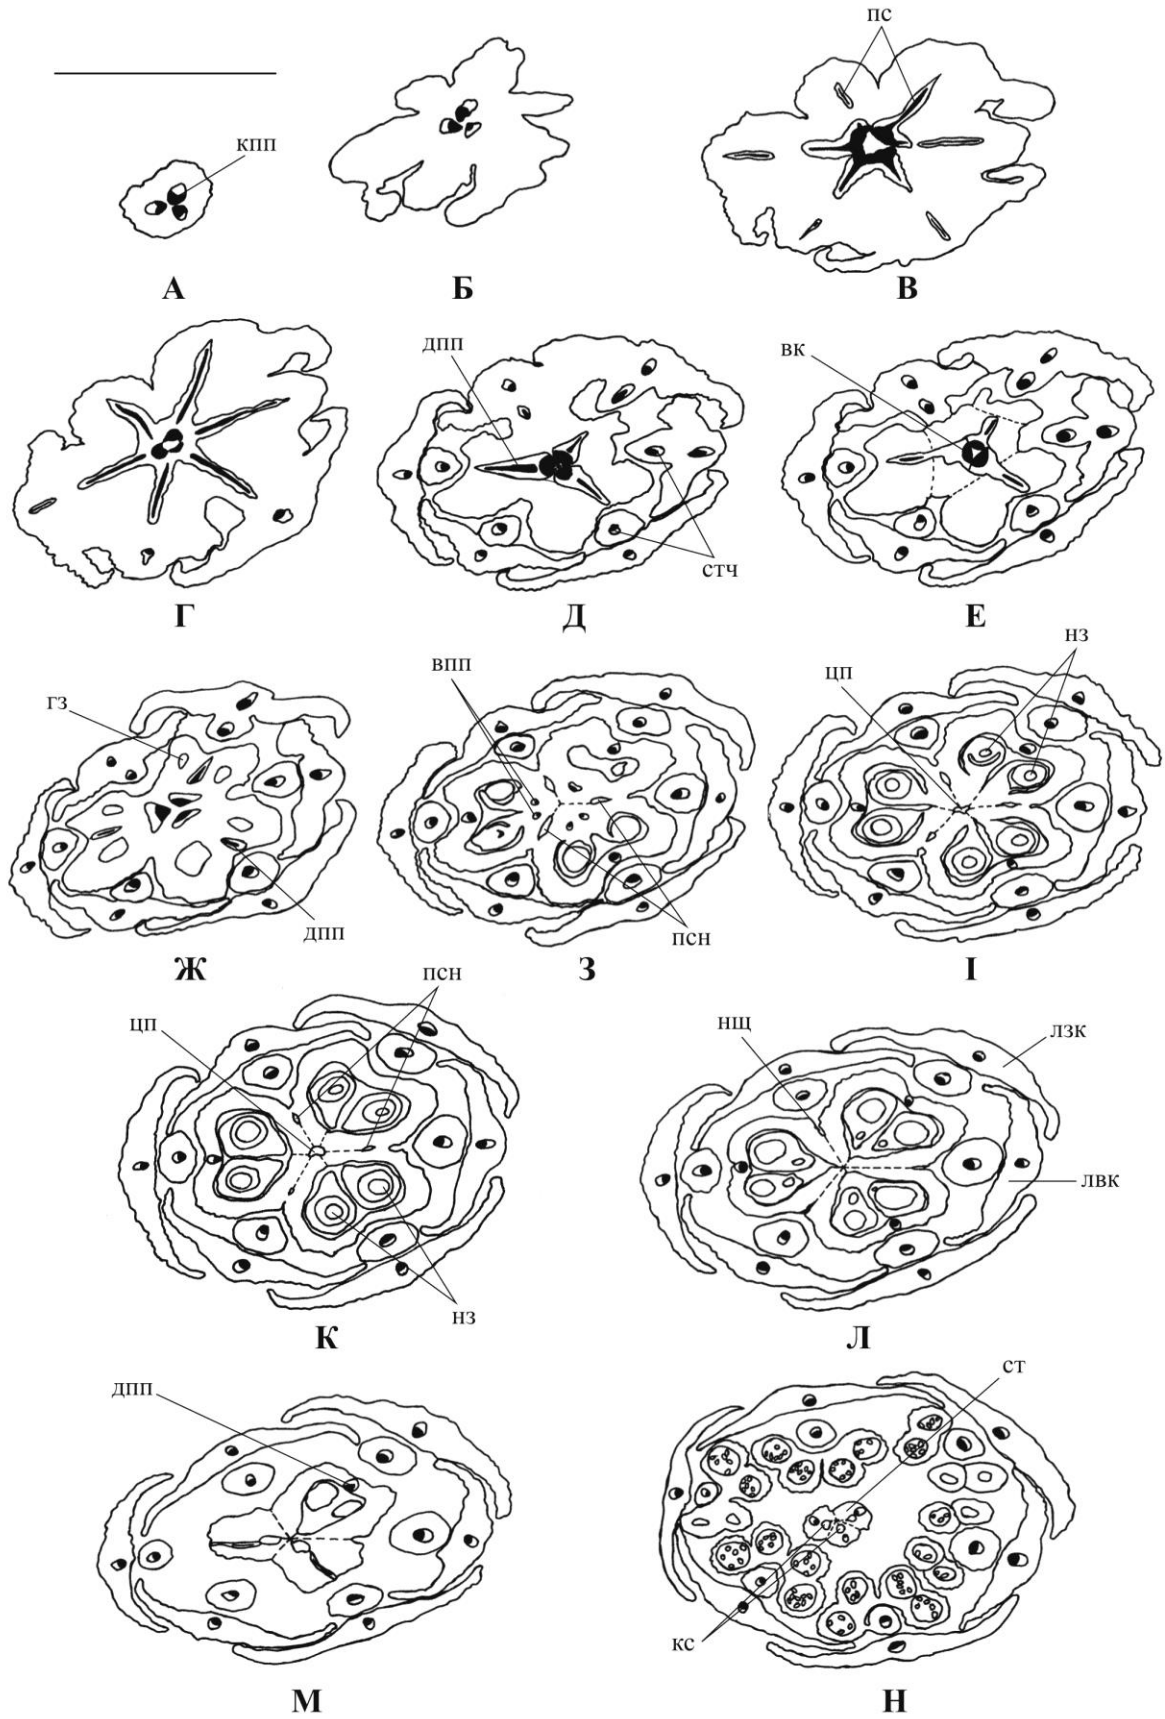 пс
кпп
А
Б
В
дпп
вк
стч
Г
Д
Е
гз
впп
цп
нз
дпп
псн
Ж
З
І
псн
цп
нз
нщ
лзк
лвк
К
Л
дпп
ст
кс
М
Н